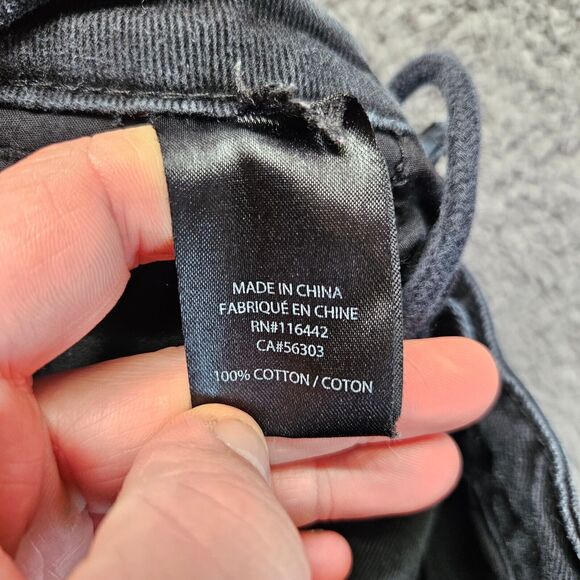 MADE IN CHINA
FABRIQUÉ EN CHINE
RN#116442
CA#56303
100% COTTON / COTON